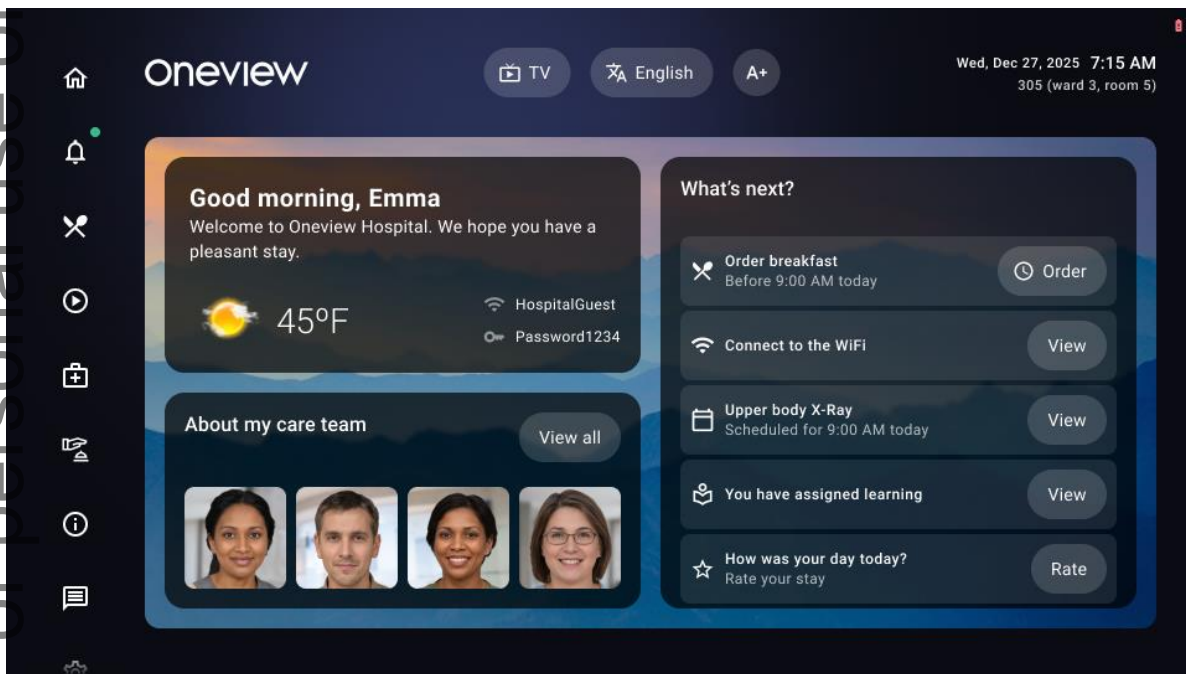 Oneview
TV
English
A+
Wed, Dec 27, 2025 7:15 AM
305 (ward 3, room 5)
Good morning, Emma
Welcome to Oneview Hospital. We hope you have a
pleasant stay.
45ºF
HospitalGuest
Password1234
About my care team
View all
What’s next?
Order breakfast
Before 9:00 AM today
Order
Connect to the WiFi
View
Upper body X-Ray
Scheduled for 9:00 AM today
View
You have assigned learning
View
How was your day today?
Rate your stay
Rate
personal use